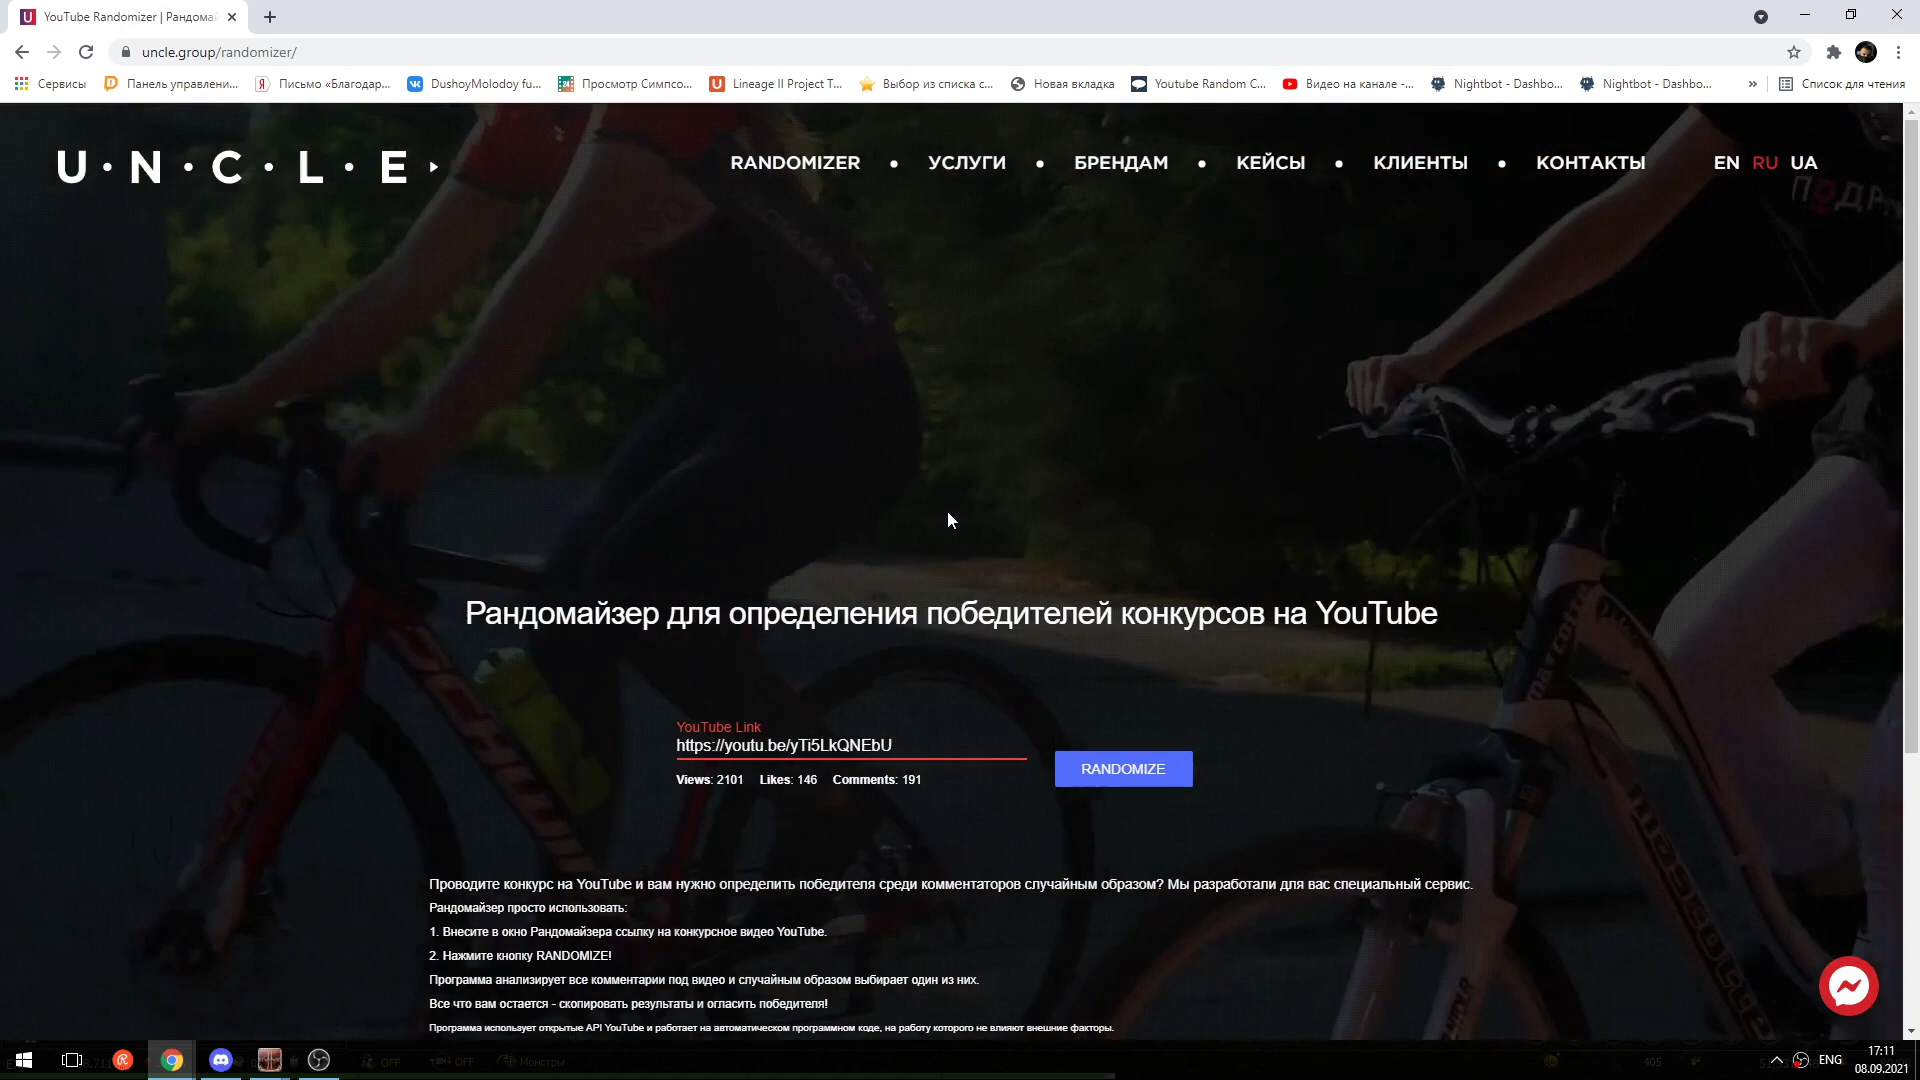 YouTube Randomizer | Рандомай
uncle.group/randomizer/
Сервисы
Панель управлени...
Письмо «Благодар...
DushoyMolodoy fu...
Просмотр Симпсо...
Lineage II Project T...
Выбор из списка с...
Новая вкладка
Youtube Random C...
Видео на канале -...
Nightbot - Dashbo...
Nightbot - Dashbo...
Список для чтения
U·N·C·L·E
RANDOMIZER • УСЛУГИ • БРЕНДАМ • КЕЙСЫ • КЛИЕНТЫ • КОНТАКТЫ
EN RU UA
Рандомайзер для определения победителей конкурсов на YouTube
YouTube Link
https://youtu.be/yTi5LkQNEbU
Views: 2101 Likes: 146 Comments: 191
RANDOMIZE
Проводите конкурс на YouTube и вам нужно определить победителя среди комментаторов случайным образом? Мы разработали для вас специальный сервис.
Рандомайзер просто использовать:
1. Внесите в окно Рандомайзера ссылку на конкурсное видео YouTube.
2. Нажмите кнопку RANDOMIZE!
Программа анализирует все комментарии под видео и случайным образом выбирает один из них.
Все что вам остается - скопировать результаты и огласить победителя!
Программа использует открытые API YouTube и работает на автоматическом программном коде, на работу которого не влияют внешние факторы.
OFF
OFF
Монстры
405
ENG
17:11
08.09.2021